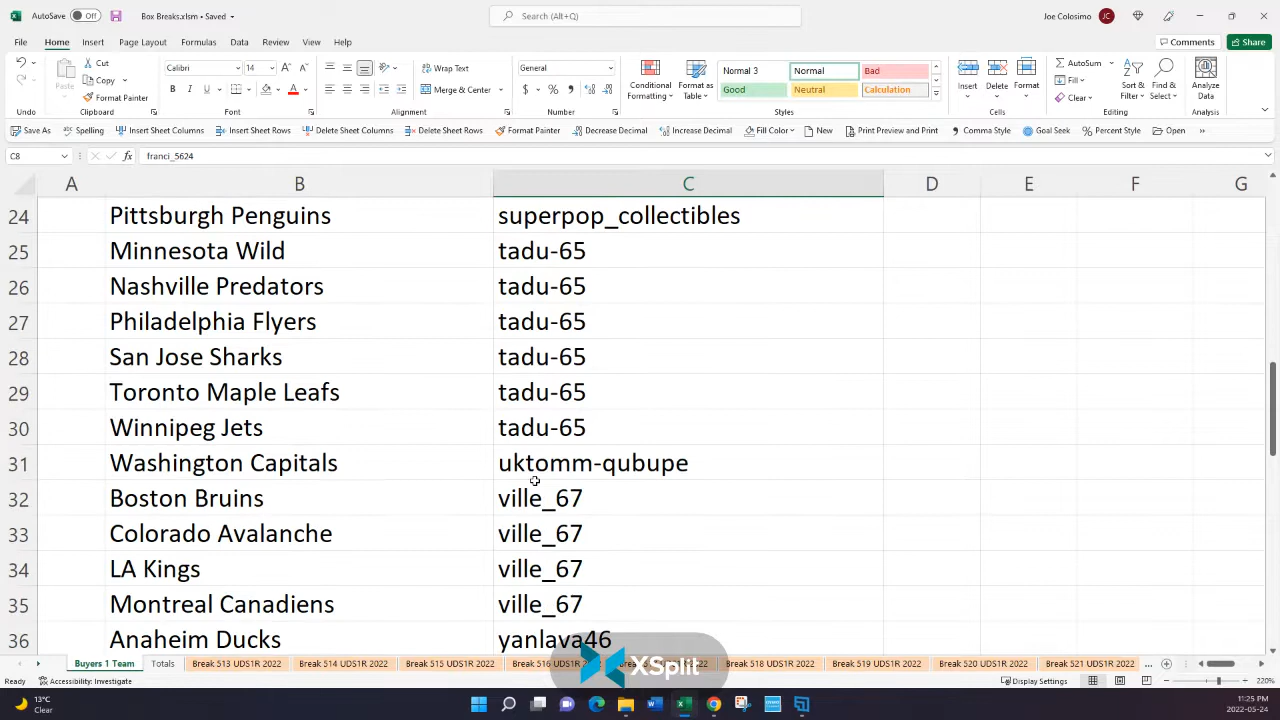 AutoSave Off Box Breaks.xlsm • Saved Search (Alt+Q) Joe Colosimo JC
File Home Insert Page Layout Formulas Data Review View Help Comments Share
Cut Calibri 14 Wrap Text General Normal 3 Normal Bad AutoSum
Paste Copy Merge & Center Conditional Formatting Format as Table Good Neutral Calculation Insert Delete Format Fill Sort & Filter Find & Select Analyze Data
Format Painter Clear
Undo Clipboard Font Alignment Number Styles Cells Editing Analysis
Save As Spelling Insert Sheet Columns Insert Sheet Rows Delete Sheet Columns Delete Sheet Rows Format Painter Decrease Decimal Increase Decimal Fill Color New Print Preview and Print Comma Style Goal Seek Percent Style Open
C8 fx franci_5624
A B C D E F G
24 Pittsburgh Penguins superpop_collectibles
25 Minnesota Wild tadu-65
26 Nashville Predators tadu-65
27 Philadelphia Flyers tadu-65
28 San Jose Sharks tadu-65
29 Toronto Maple Leafs tadu-65
30 Winnipeg Jets tadu-65
31 Washington Capitals uktomm-qubupe
32 Boston Bruins ville_67
33 Colorado Avalanche ville_67
34 LA Kings ville_67
35 Montreal Canadiens ville_67
36 Anaheim Ducks yanlava46
Buyers 1 Team Totals Break 513 UDS1R 2022 Break 514 UDS1R 2022 Break 515 UDS1R 2022 Break 516 UDS1R 2022 Break 518 UDS1R 2022 Break 519 UDS1R 2022 Break 520 UDS1R 2022 Break 521 UDS1R 2022 ...
XSplit
Ready Accessibility: Investigate Display Settings 220%
13°C
Clear
11:25 PM
2022-05-24